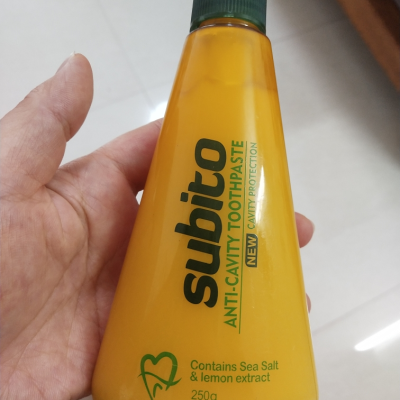 subito
ANTI-CAVITY TOOTHPASTE
NEW CAVITY PROTECTION
Contains Sea Salt
& lemon extract
250g